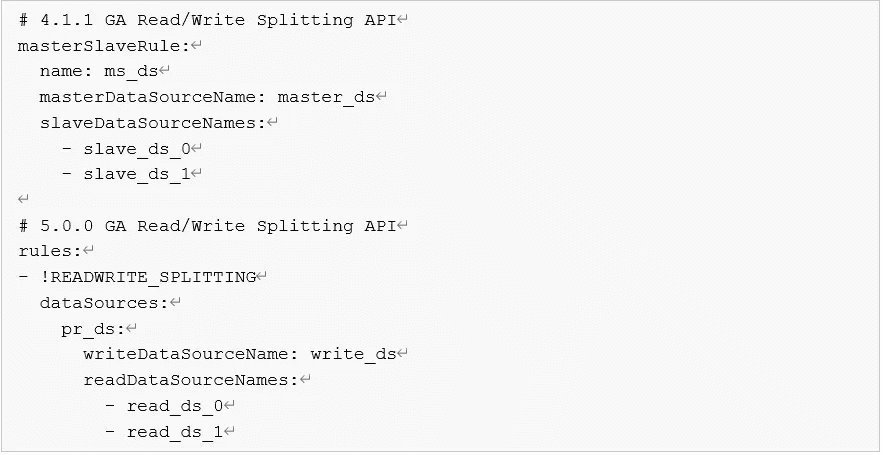 # 4.1.1 GA Read/Write Splitting API↵
masterSlaveRule:↵
  name: ms_ds↵
  masterDataSourceName: master_ds↵
  slaveDataSourceNames:↵
    - slave_ds_0↵
    - slave_ds_1↵
↵
# 5.0.0 GA Read/Write Splitting API↵
rules:↵
- !READWRITE_SPLITTING↵
  dataSources:↵
    pr_ds:↵
      writeDataSourceName: write_ds↵
      readDataSourceNames:↵
        - read_ds_0↵
        - read_ds_1↵